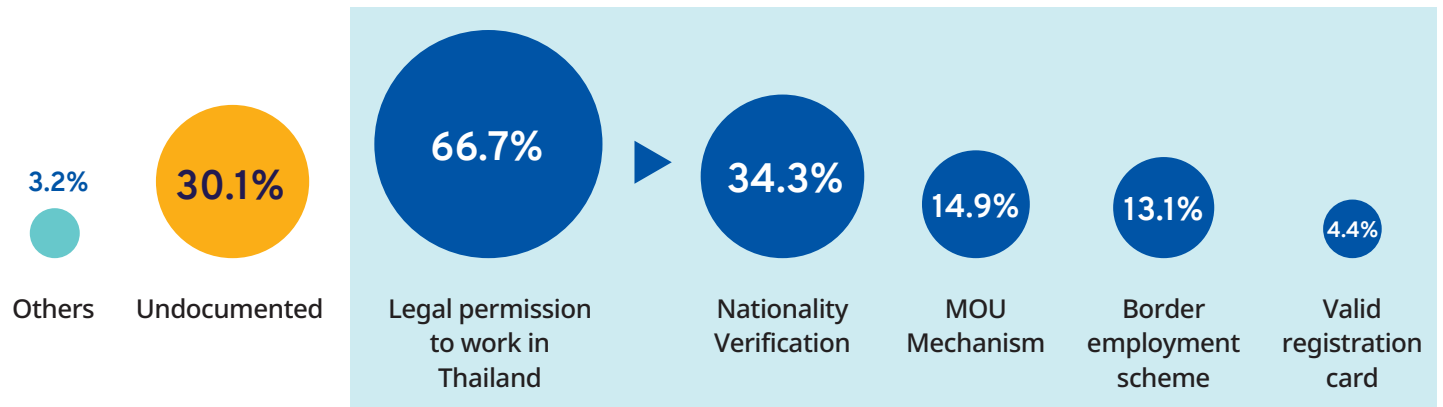 3.2%
Others
30.1%
Undocumented
66.7%
Legal permission
to work in
Thailand
34.3%
Nationality
Verification
14.9%
MOU
Mechanism
13.1%
Border
employment
scheme
4.4%
Valid
registration
card